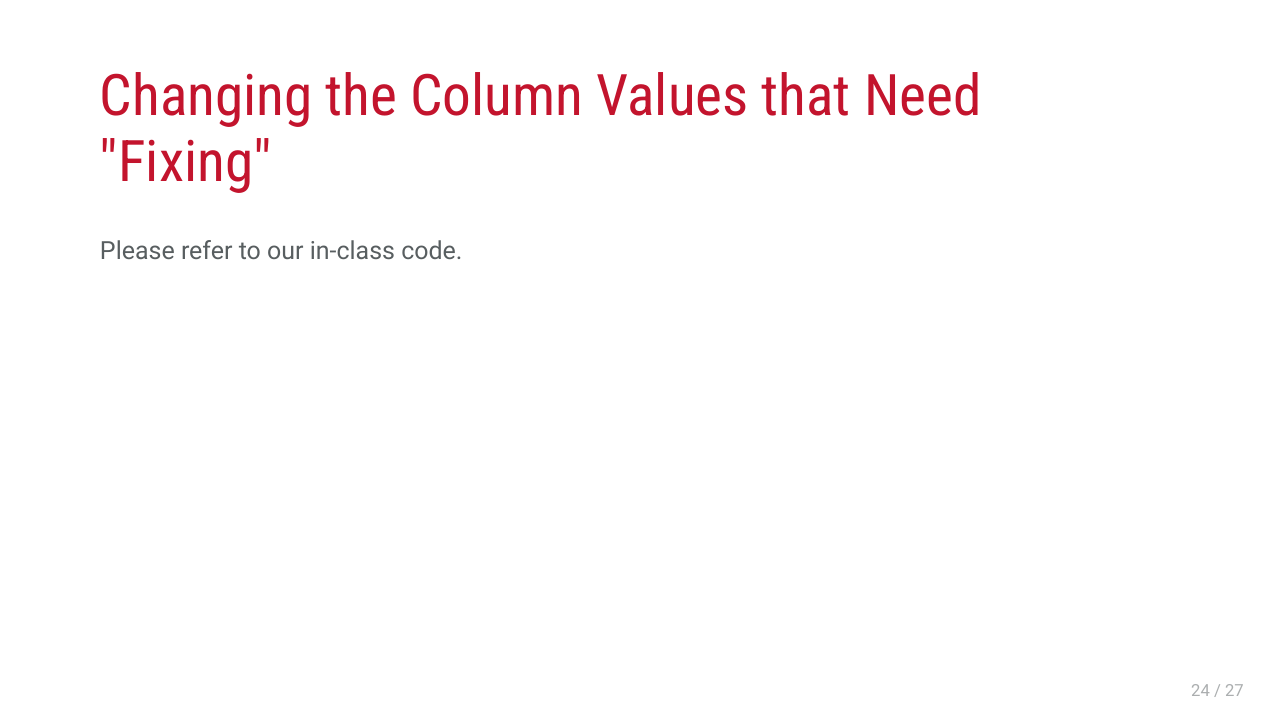 Changing the Column Values that Need
"Fixing"
Please refer to our in-class code.
24 / 27